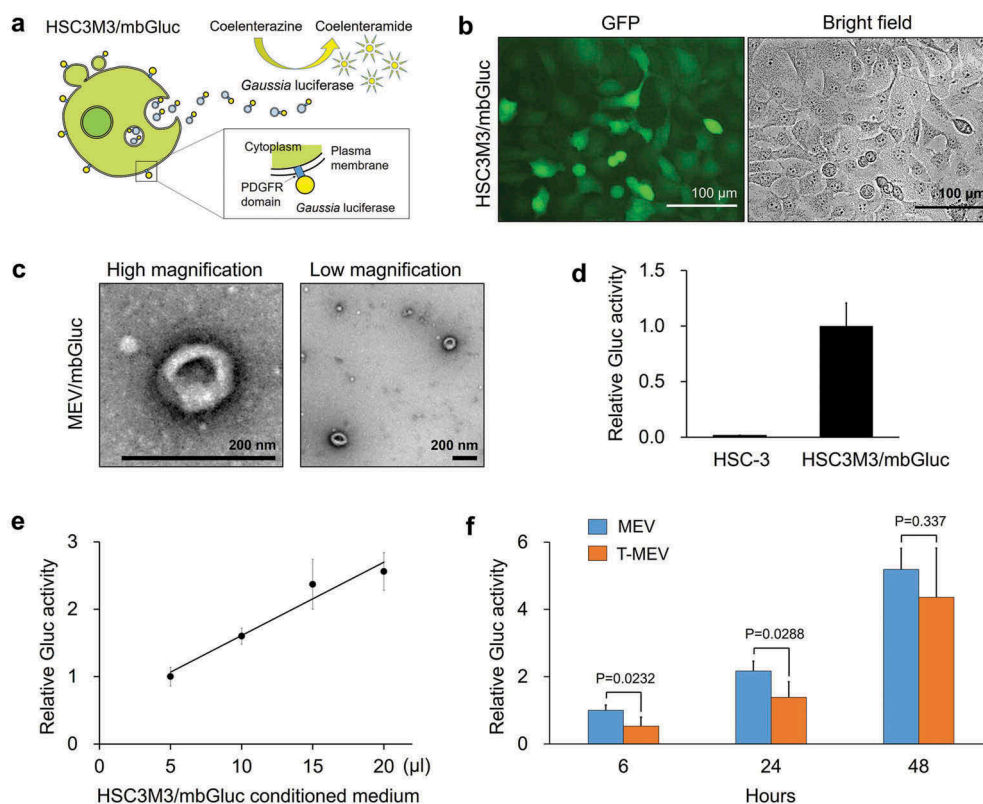 a
HSC3M3/mbGluc
Coelenterazine
Coelenteramide
Gaussia luciferase
Cytoplasm
Plasma
membrane
PDGFR
domain
Gaussia luciferase
b
GFP
Bright field
HSC3M3/mbGluc
100 µm
100 µm
c
High magnification
Low magnification
MEV/mbGluc
200 nm
200 nm
d
Relative Gluc activity
1.5
1.0
0.5
0.0
HSC-3
HSC3M3/mbGluc
e
Relative Gluc activity
3
2
1
0
0
5
10
15
20
(µl)
HSC3M3/mbGluc conditioned medium
f
MEV
T-MEV
Relative Gluc activity
6
4
2
0
P=0.0232
P=0.0288
P=0.337
6
24
48
Hours